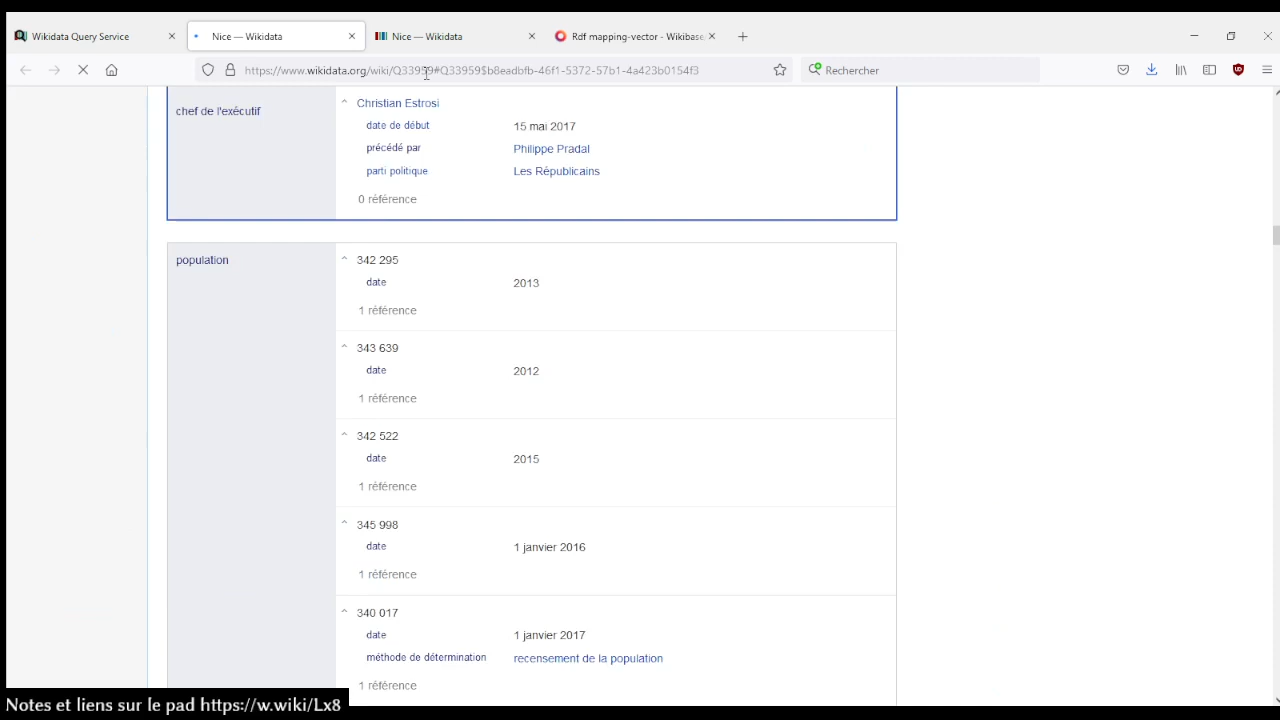 Wikidata Query Service
Nice — Wikidata
Nice — Wikidata
Rdf mapping-vector - Wikibase
https://www.wikidata.org/wiki/Q33959#Q33959$b8eadbfb-46f1-5372-57b1-4a423b0154f3
Rechercher
chef de l'exécutif
Christian Estrosi
date de début 15 mai 2017
précédé par Philippe Pradal
parti politique Les Républicains
0 référence
population
342 295
date 2013
1 référence
343 639
date 2012
1 référence
342 522
date 2015
1 référence
345 998
date 1 janvier 2016
1 référence
340 017
date 1 janvier 2017
méthode de détermination recensement de la population
1 référence
Notes et liens sur le pad https://w.wiki/Lx8